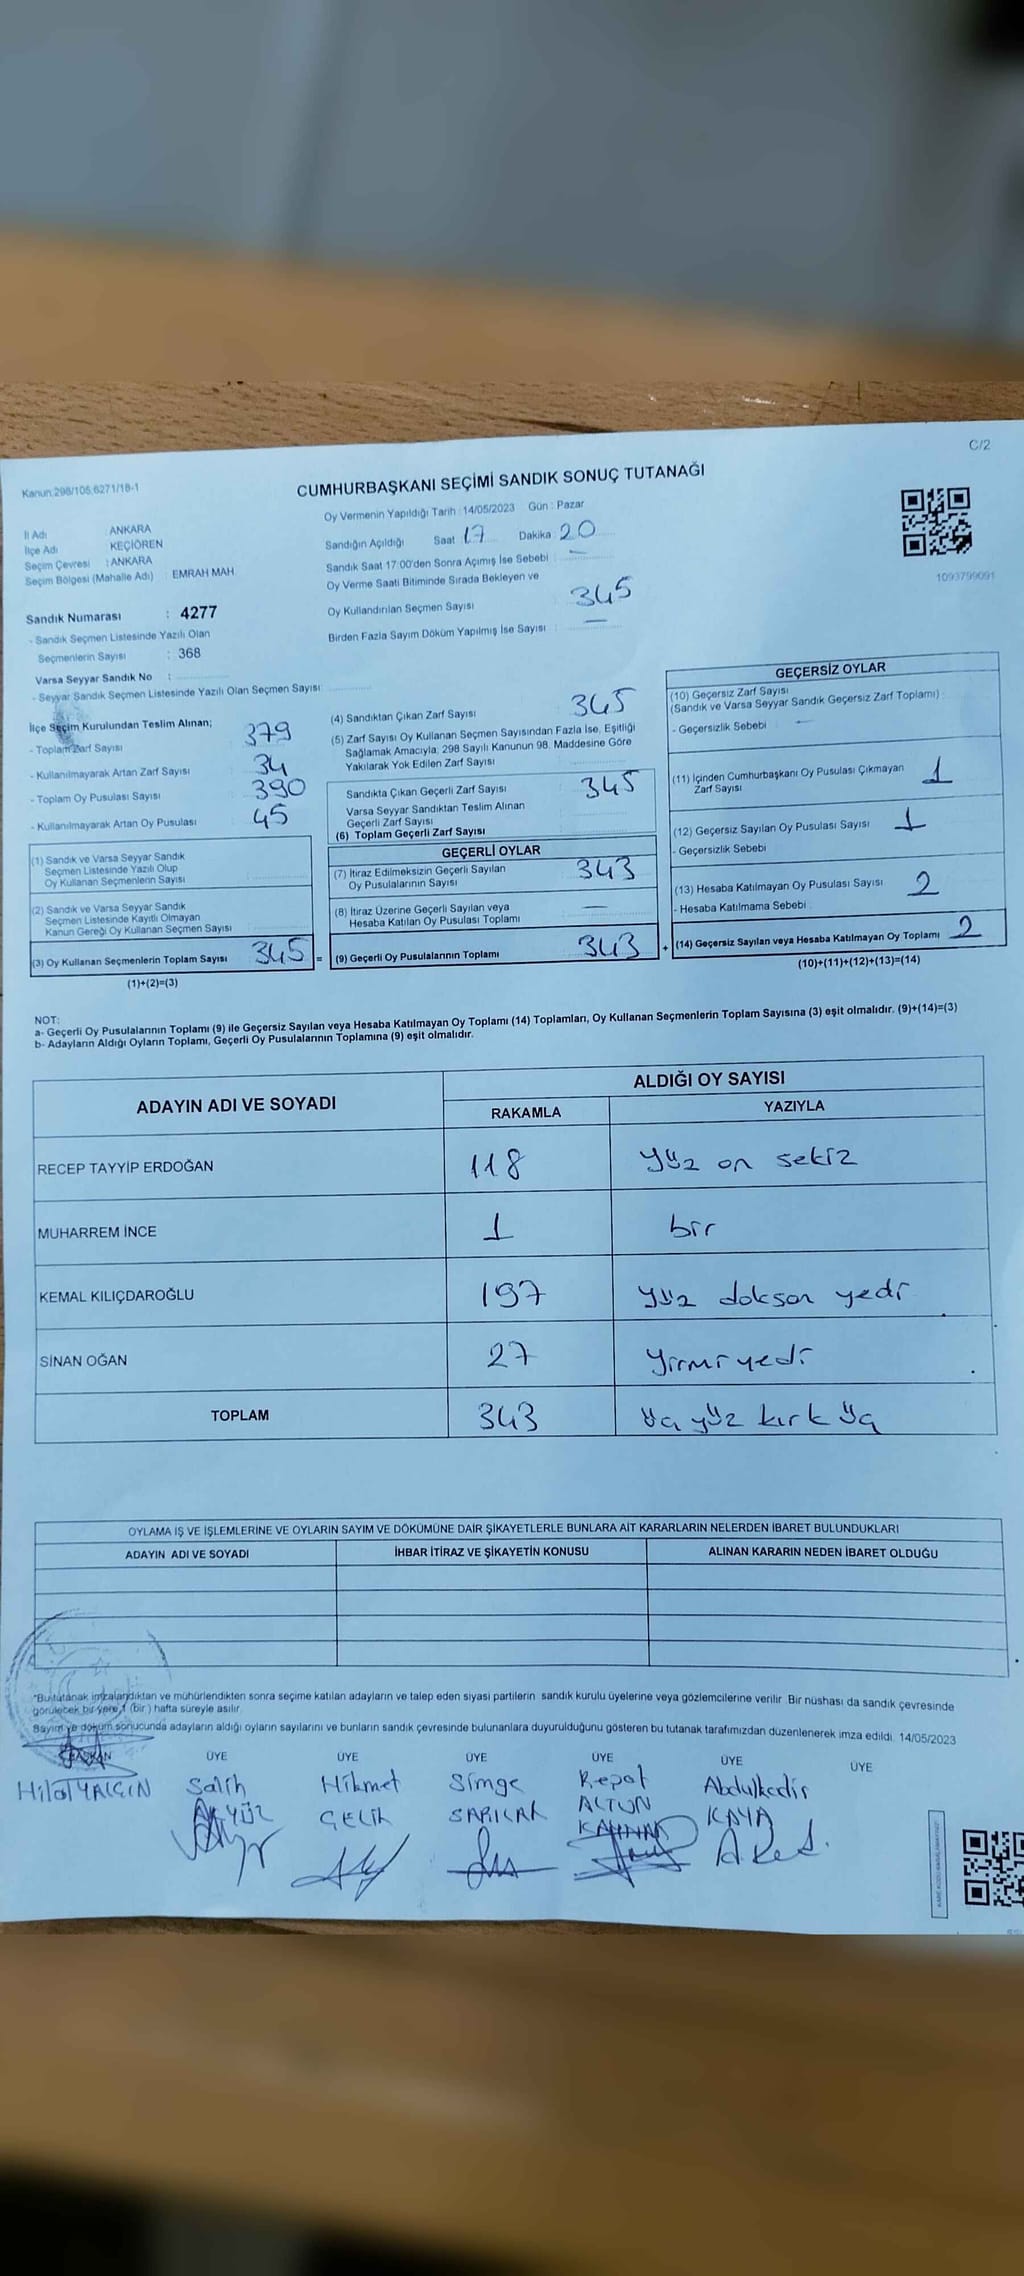 C/2
Kanun:298/105,6271/18-1
CUMHURBAŞKANI SEÇİMİ SANDIK SONUÇ TUTANAĞI
Oy Vermenin Yapıldığı Tarih : 14/05/2023 Gün : Pazar
İl Adı : ANKARA
İlçe Adı : KEÇİÖREN
Seçim Çevresi : ANKARA
Seçim Bölgesi (Mahalle Adı) : EMRAH MAH
Sandık Numarası : 4277
- Sandık Seçmen Listesinde Yazılı Olan
Seçmenlerin Sayısı : 368
Varsa Seyyar Sandık No :
- Seyyar Sandık Seçmen Listesinde Yazılı Olan Seçmen Sayısı:
Sandığın Açıldığı Saat 17 Dakika 20
Sandık Saat 17:00'den Sonra Açımış İse Sebebi : —
Oy Verme Saati Bitiminde Sırada Bekleyen ve
Oy Kullandırılan Seçmen Sayısı 345
Birden Fazla Sayım Döküm Yapılmış İse Sayısı : —
1093799091
İlçe Seçim Kurulundan Teslim Alınan;
- Toplam Zarf Sayısı 379
- Kullanılmayarak Artan Zarf Sayısı 34
- Toplam Oy Pusulası Sayısı 390
- Kullanılmayarak Artan Oy Pusulası 45
(1) Sandık ve Varsa Seyyar Sandık
Seçmen Listesinde Yazılı Olup
Oy Kullanan Seçmenlerin Sayısı
(2) Sandık ve Varsa Seyyar Sandık
Seçmen Listesinde Kayıtlı Olmayan
Kanun Gereği Oy Kullanan Seçmen Sayısı
(3) Oy Kullanan Seçmenlerin Toplam Sayısı 345 =
(1)+(2)=(3)
(4) Sandıktan Çıkan Zarf Sayısı 345
(5) Zarf Sayısı Oy Kullanan Seçmen Sayısından Fazla İse, Eşitliği
Sağlamak Amacıyla; 298 Sayılı Kanunun 98. Maddesine Göre
Yakılarak Yok Edilen Zarf Sayısı
Sandıkta Çıkan Geçerli Zarf Sayısı 345
Varsa Seyyar Sandıktan Teslim Alınan
Geçerli Zarf Sayısı
(6) Toplam Geçerli Zarf Sayısı
GEÇERLİ OYLAR
(7) İtiraz Edilmeksizin Geçerli Sayılan
Oy Pusulalarının Sayısı 343
(8) İtiraz Üzerine Geçerli Sayılan veya
Hesaba Katılan Oy Pusulası Toplamı —
(9) Geçerli Oy Pusulalarının Toplamı 343 +
GEÇERSİZ OYLAR
(10) Geçersiz Zarf Sayısı
(Sandık ve Varsa Seyyar Sandık Geçersiz Zarf Toplamı) :
- Geçersizlik Sebebi —
(11) İçinden Cumhurbaşkanı Oy Pusulası Çıkmayan
Zarf Sayısı 1
(12) Geçersiz Sayılan Oy Pusulası Sayısı 1
- Geçersizlik Sebebi
(13) Hesaba Katılmayan Oy Pusulası Sayısı 2
- Hesaba Katılmama Sebebi
(14) Geçersiz Sayılan veya Hesaba Katılmayan Oy Toplamı 2
(10)+(11)+(12)+(13)=(14)
NOT:
a- Geçerli Oy Pusulalarının Toplamı (9) ile Geçersiz Sayılan veya Hesaba Katılmayan Oy Toplamı (14) Toplamları, Oy Kullanan Seçmenlerin Toplam Sayısına (3) eşit olmalıdır. (9)+(14)=(3)
b- Adayların Aldığı Oyların Toplamı, Geçerli Oy Pusulalarının Toplamına (9) eşit olmalıdır.
ADAYIN ADI VE SOYADI
ALDIĞI OY SAYISI
RAKAMLA YAZIYLA
RECEP TAYYİP ERDOĞAN 118 yüz on sekiz
MUHARREM İNCE 1 bir
KEMAL KILIÇDAROĞLU 197 yüz doksan yedi
SİNAN OĞAN 27 yirmi yedi
TOPLAM 343 üç yüz kırk üç
OYLAMA İŞ VE İŞLEMLERİNE VE OYLARIN SAYIM VE DÖKÜMÜNE DAİR ŞİKAYETLERLE BUNLARA AİT KARARLARIN NELERDEN İBARET BULUNDUKLARI
ADAYIN ADI VE SOYADI İHBAR İTİRAZ VE ŞİKAYETİN KONUSU ALINAN KARARIN NEDEN İBARET OLDUĞU
*Bu tutanak imzalandıktan ve mühürlendikten sonra seçime katılan adayların ve talep eden siyasi partilerin sandık kurulu üyelerine veya gözlemcilerine verilir. Bir nüshası da sandık çevresinde
görülecek bir yere 1 (bir) hafta süreyle asılır.
Sayım ve döküm sonucunda adayların aldığı oyların sayılarını ve bunların sandık çevresinde bulunanlara duyurulduğunu gösteren bu tutanak tarafımızdan düzenlenerek imza edildi. 14/05/2023
BAŞKAN ÜYE ÜYE ÜYE ÜYE ÜYE ÜYE
Hilal YALÇIN Salih Hikmet Simge Repat Abdulkadir
AKYÜZ ÇELİK SARILAR ALTUN KAYA